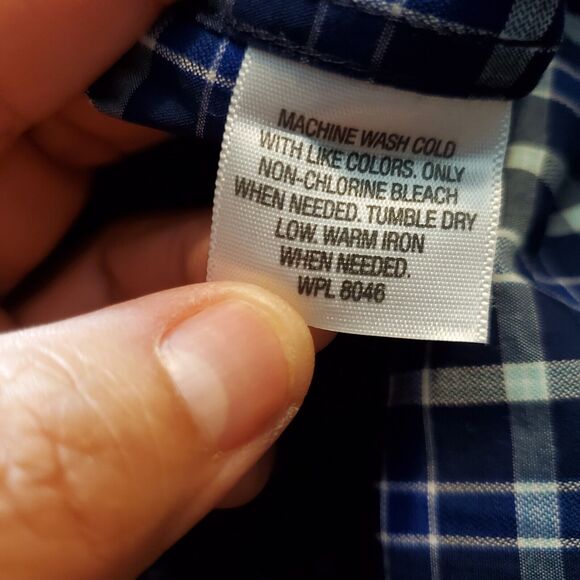 MACHINE WASH COLD
WITH LIKE COLORS. ONLY
NON-CHLORINE BLEACH
WHEN NEEDED. TUMBLE DRY
LOW. WARM IRON
WHEN NEEDED.
WPL 8046